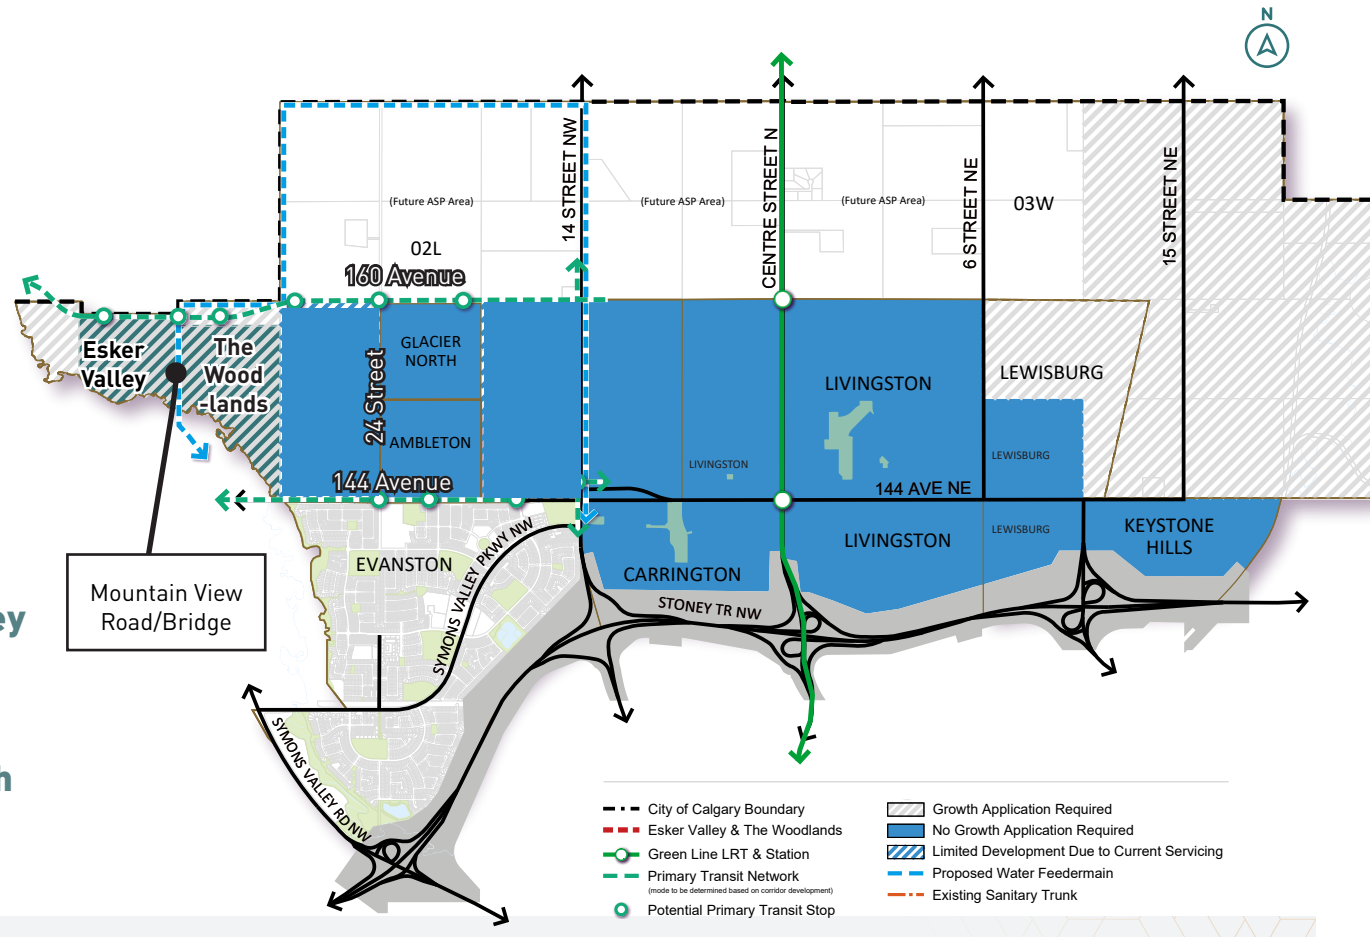 N
14 STREET NW
CENTRE STREET N
6 STREET NE
15 STREET NE
(Future ASP Area)
(Future ASP Area)
(Future ASP Area)
03W
02L
160 Avenue
Esker
Valley
The
Wood
-lands
24 Street
GLACIER
NORTH
AMBLETON
LIVINGSTON
LIVINGSTON
LEWISBURG
LEWISBURG
144 Avenue
144 AVE NE
EVANSTON
SYMONS VALLEY PKWY NW
CARRINGTON
LIVINGSTON
LEWISBURG
KEYSTONE
HILLS
STONEY TR NW
Mountain View
Road/Bridge
ey
h
SYMONS VALLEY RD NW
City of Calgary Boundary
Esker Valley & The Woodlands
Green Line LRT & Station
Primary Transit Network
(mode to be determined based on corridor development)
Potential Primary Transit Stop
Growth Application Required
No Growth Application Required
Limited Development Due to Current Servicing
Proposed Water Feedermain
Existing Sanitary Trunk